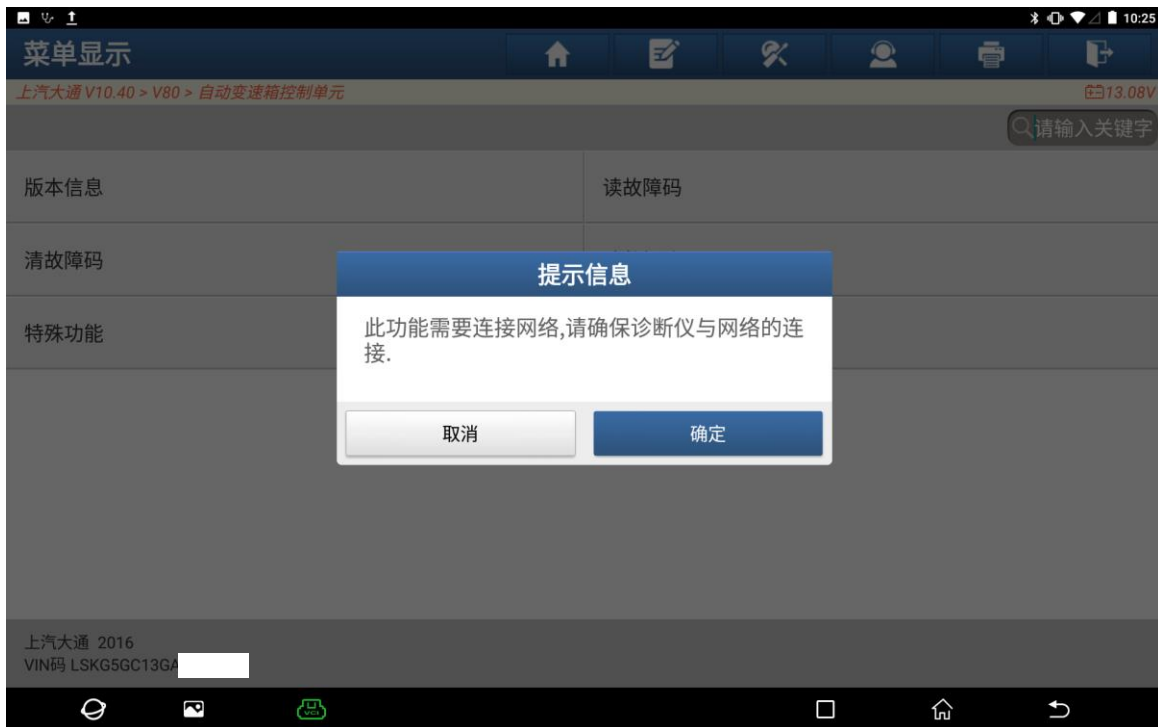 10:25
菜单显示
上汽大通 V10.40 > V80 > 自动变速箱控制单元
13.08V
请输入关键字
版本信息
读故障码
清故障码
提示信息
特殊功能
此功能需要连接网络,请确保诊断仪与网络的连
接.
取消
确定
上汽大通 2016
VIN码 LSKG5GC13GA
VCI